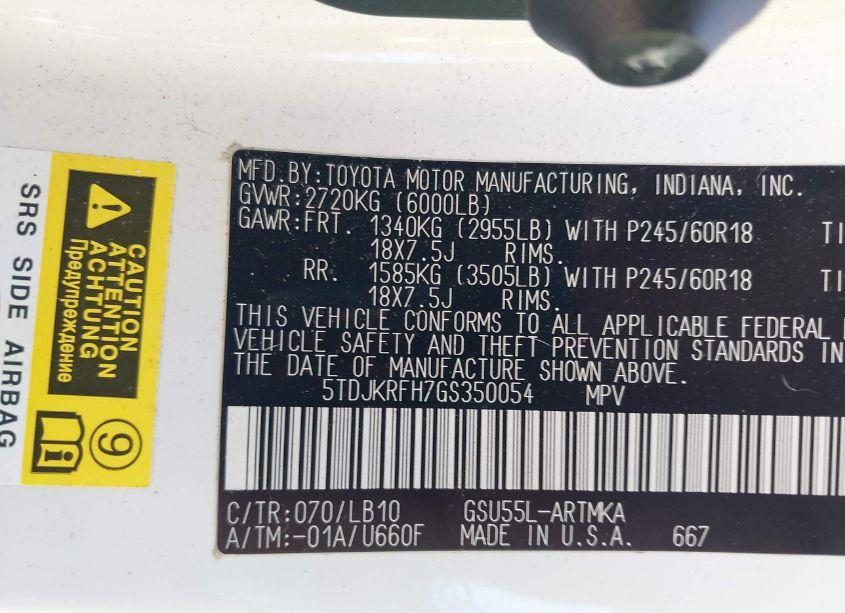 MFD.BY:TOYOTA MOTOR MANUFACTURING, INDIANA, INC.
GVWR:2720KG (6000LB)
GAWR:FRT. 1340KG (2955LB) WITH P245/60R18 TI
18X7.5J RIMS.
RR. 1585KG (3505LB) WITH P245/60R18 TI
18X7.5J RIMS.
THIS VEHICLE CONFORMS TO ALL APPLICABLE FEDERAL
VEHICLE SAFETY AND THEFT PREVENTION STANDARDS IN
THE DATE OF MANUFACTURE SHOWN ABOVE.
5TDJKRFH7GS350054 MPV
C/TR:070/LB10 GSU55L-ARTMKA
A/TM:-01A/U660F MADE IN U.S.A. 667
SRS SIDE AIRBAG
CAUTION
ATTENTION
ACHTUNG
Предупреждение
9